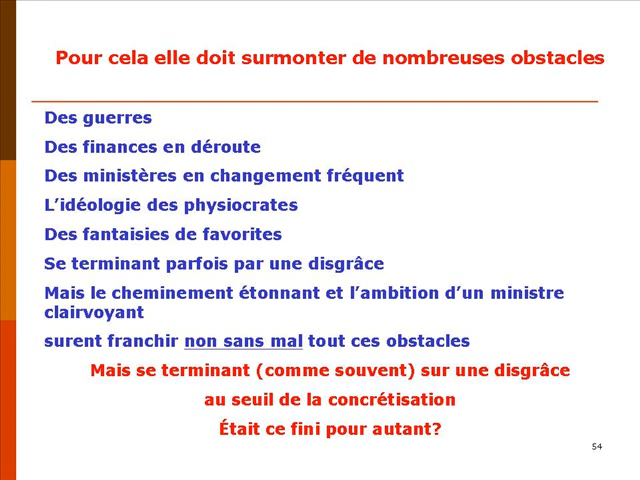 Pour cela elle doit surmonter de nombreuses obstacles
Des guerres
Des finances en déroute
Des ministères en changement fréquent
L’idéologie des physiocrates
Des fantaisies de favorites
Se terminant parfois par une disgrâce
Mais le cheminement étonnant et l’ambition d’un ministre
clairvoyant
surent franchir non sans mal tout ces obstacles
Mais se terminant (comme souvent) sur une disgrâce
au seuil de la concrétisation
Était ce fini pour autant?
54